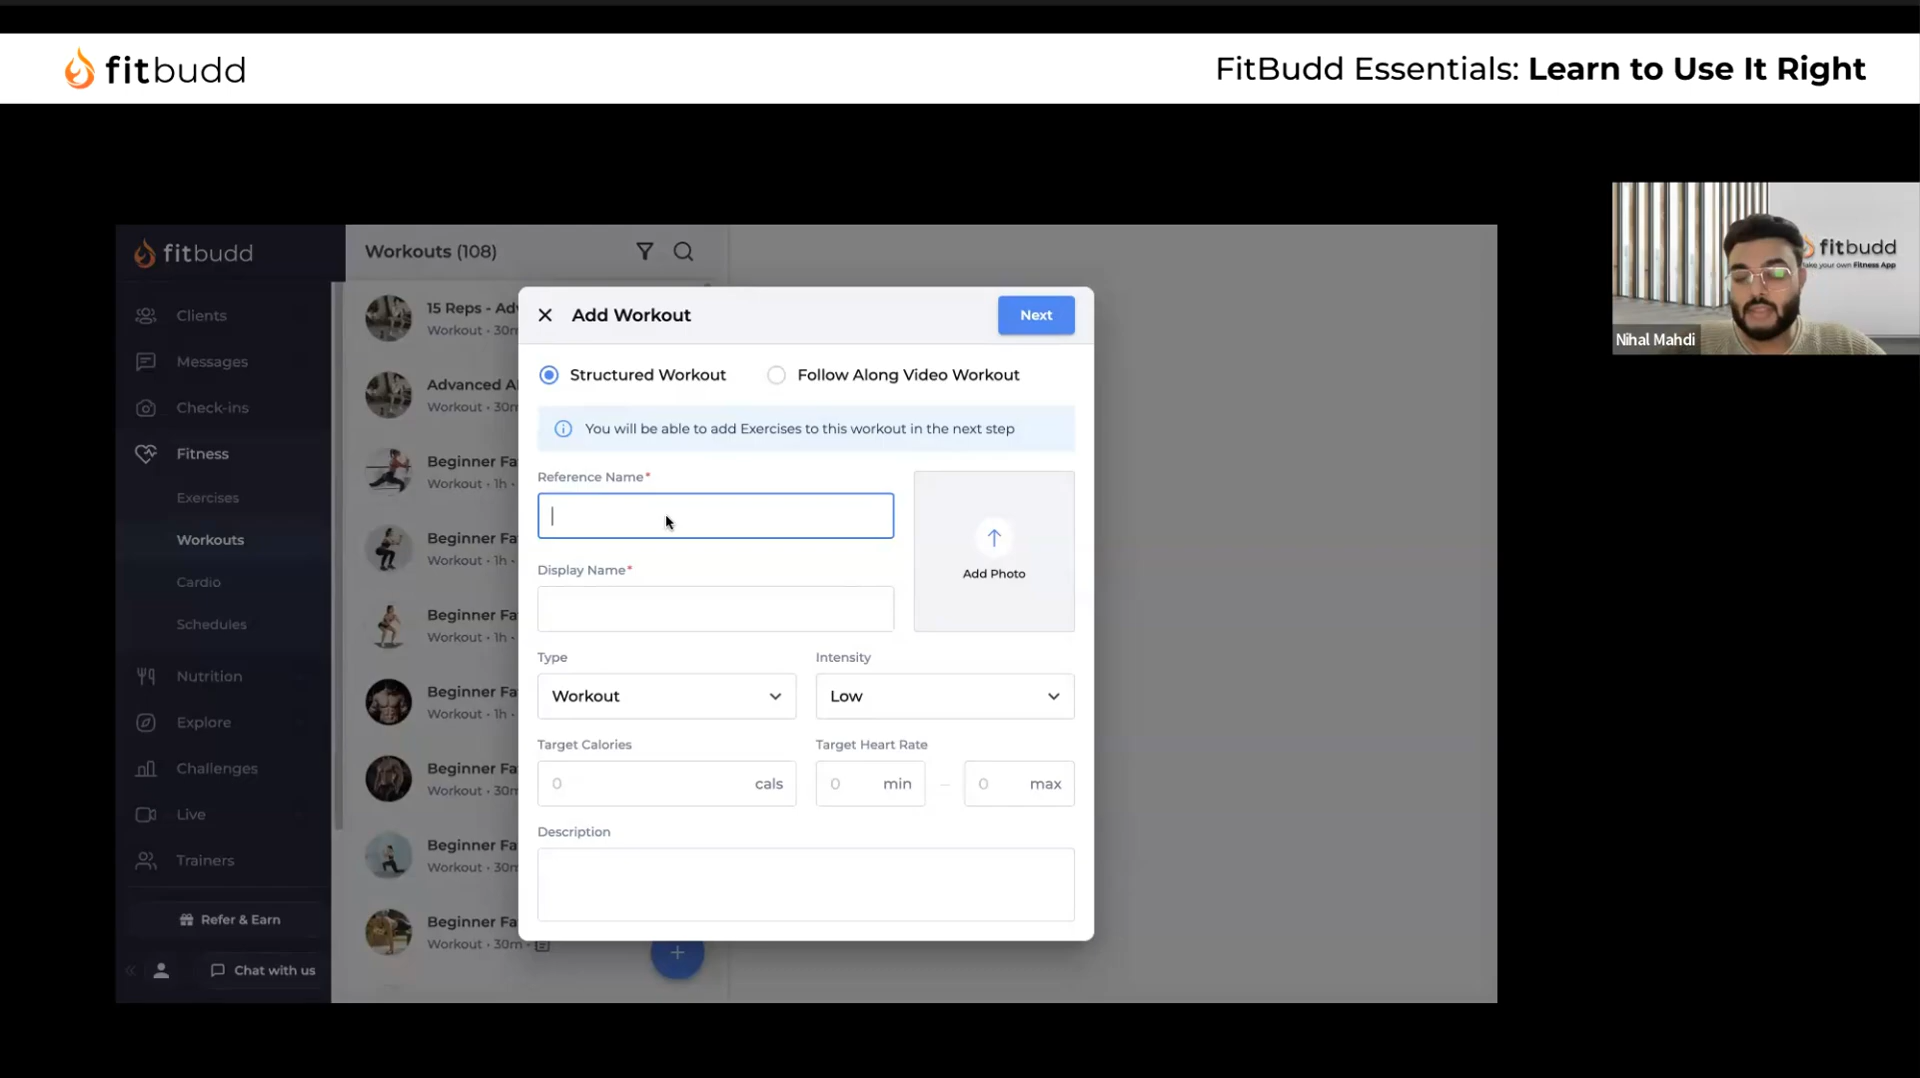 fitbudd
FitBudd Essentials: Learn to Use It Right
fitbudd
Clients
Messages
Check-ins
Fitness
Exercises
Workouts
Cardio
Schedules
Nutrition
Explore
Challenges
Live
Trainers
Refer & Earn
Chat with us
Workouts (108)
15 Reps - Ad
Workout • 30m
Advanced A
Workout • 30m
Beginner Fa
Workout • 1h •
Beginner Fa
Workout • 1h •
Beginner Fa
Workout • 1h •
Beginner Fa
Workout • 1h •
Beginner Fa
Workout • 30m
Beginner Fa
Workout • 30m
Beginner Fa
Workout • 30m •
Add Workout
Next
Structured Workout
Follow Along Video Workout
You will be able to add Exercises to this workout in the next step
Reference Name*
Add Photo
Display Name*
Type
Intensity
Workout
Low
Target Calories
Target Heart Rate
0 cals
0 min – 0 max
Description
fitbudd
ake your own Fitness App
Nihal Mahdi